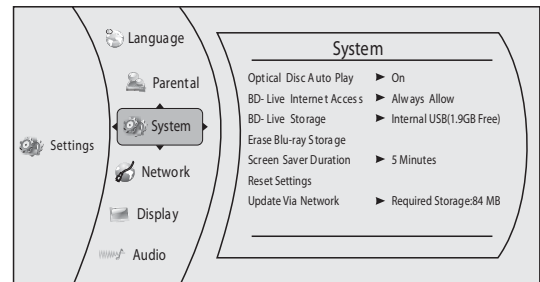 Settings
Language
Parental
System
Network
Display
Audio
System
Optical Disc Auto Play ► On
BD-Live Internet Access ► Always Allow
BD-Live Storage ► Internal USB(1.9GB Free)
Erase Blu-ray Storage
Screen Saver Duration ► 5 Minutes
Reset Settings
Update Via Network ► Required Storage:84 MB